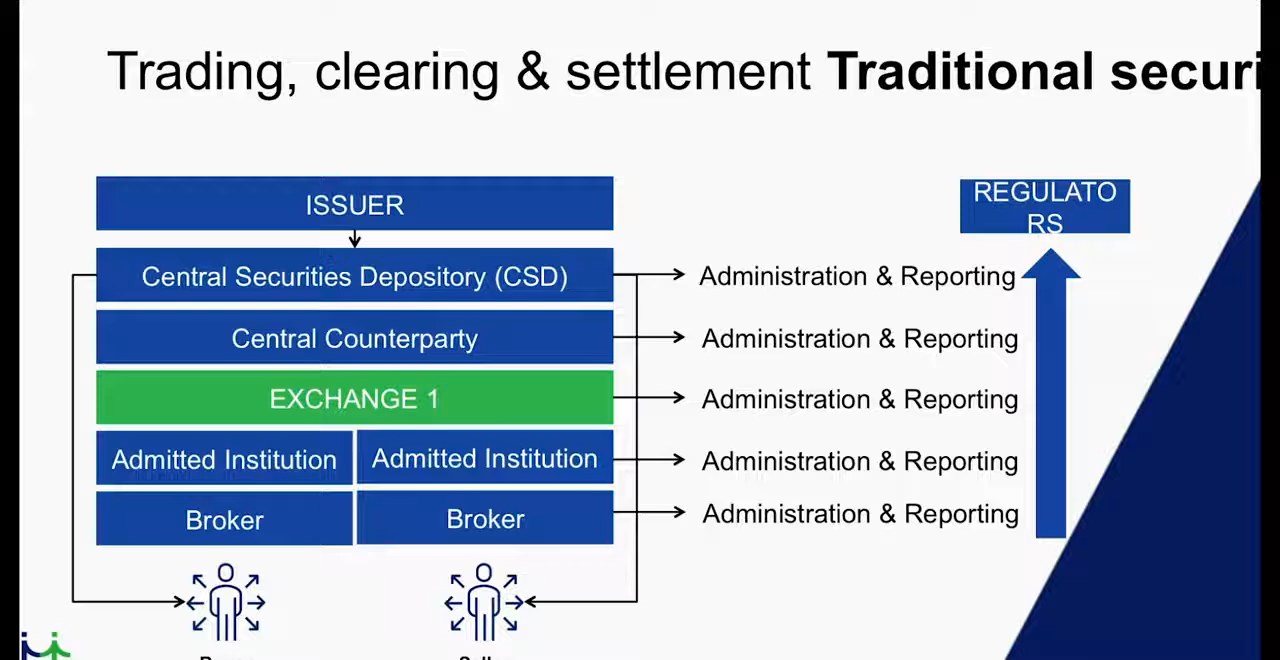 Trading, clearing & settlement Traditional securi
ISSUER
REGULATO
RS
Central Securities Depository (CSD)
Administration & Reporting
Central Counterparty
Administration & Reporting
EXCHANGE 1
Administration & Reporting
Admitted Institution
Admitted Institution
Administration & Reporting
Broker
Broker
Administration & Reporting